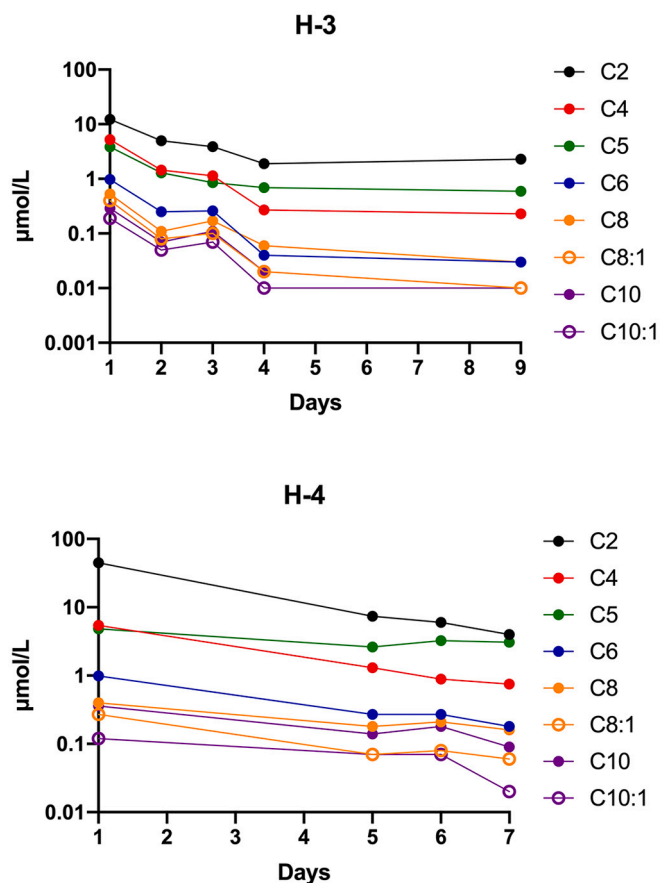 H-3
100
10
1
0.1
0.01
0.001
µmol/L
1 2 3 4 5 6 7 8 9
Days
C2
C4
C5
C6
C8
C8:1
C10
C10:1
H-4
100
10
1
0.1
0.01
µmol/L
1 2 3 4 5 6 7
Days
C2
C4
C5
C6
C8
C8:1
C10
C10:1